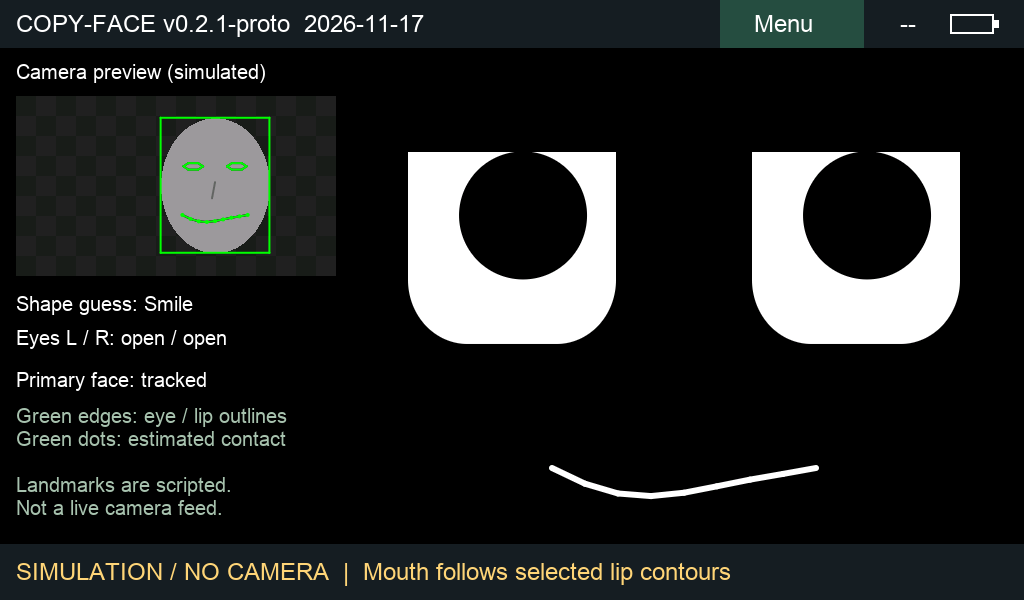 COPY-FACE v0.2.1-proto  2026-11-17
Menu
--
Camera preview (simulated)
Shape guess: Smile
Eyes L / R: open / open
Primary face: tracked
Green edges: eye / lip outlines
Green dots: estimated contact
Landmarks are scripted.
Not a live camera feed.
SIMULATION / NO CAMERA  |  Mouth follows selected lip contours